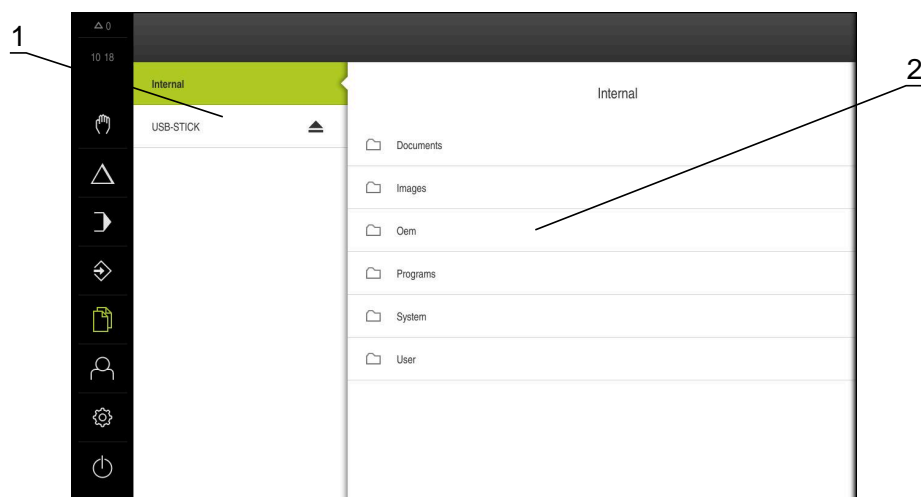 1
0
10 18
Internal
USB-STICK
Internal
2
Documents
Images
Oem
Programs
System
User